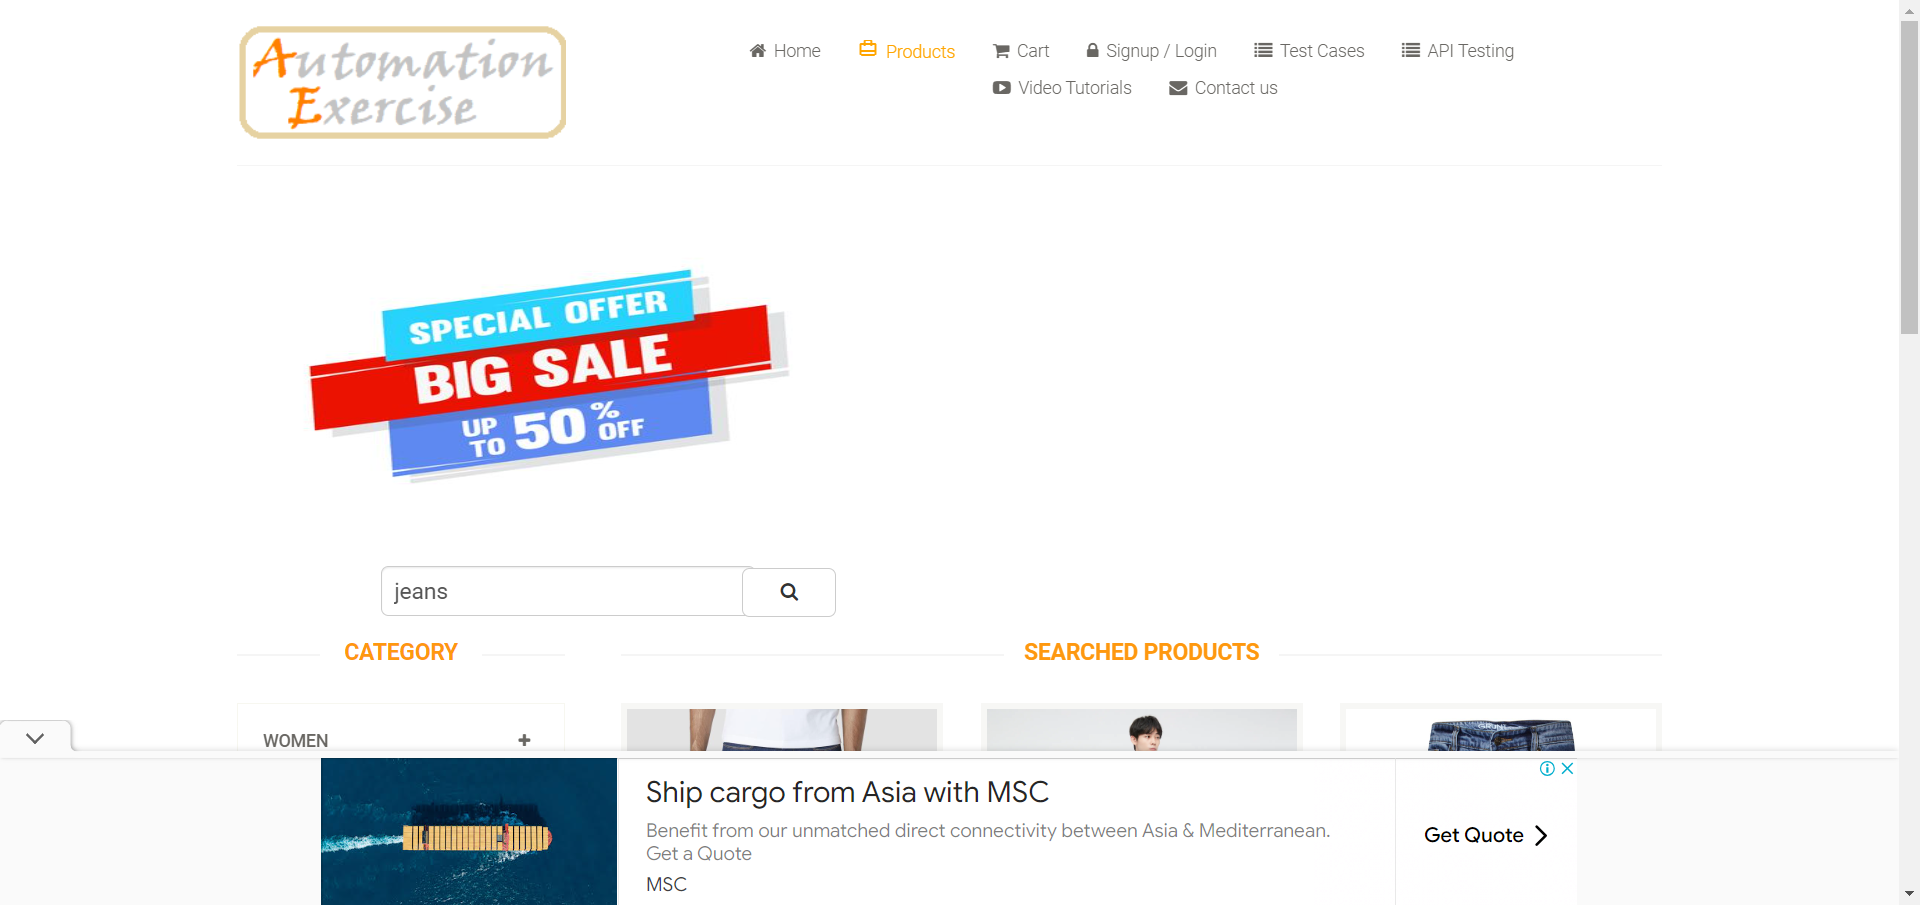 Automation
Exercise
Home
Products
Cart
Signup / Login
Test Cases
API Testing
Video Tutorials
Contact us
SPECIAL OFFER
BIG SALE
UP TO 50% OFF
jeans
CATEGORY
SEARCHED PRODUCTS
WOMEN
Ship cargo from Asia with MSC
Benefit from our unmatched direct connectivity between Asia & Mediterranean.
Get a Quote
MSC
Get Quote